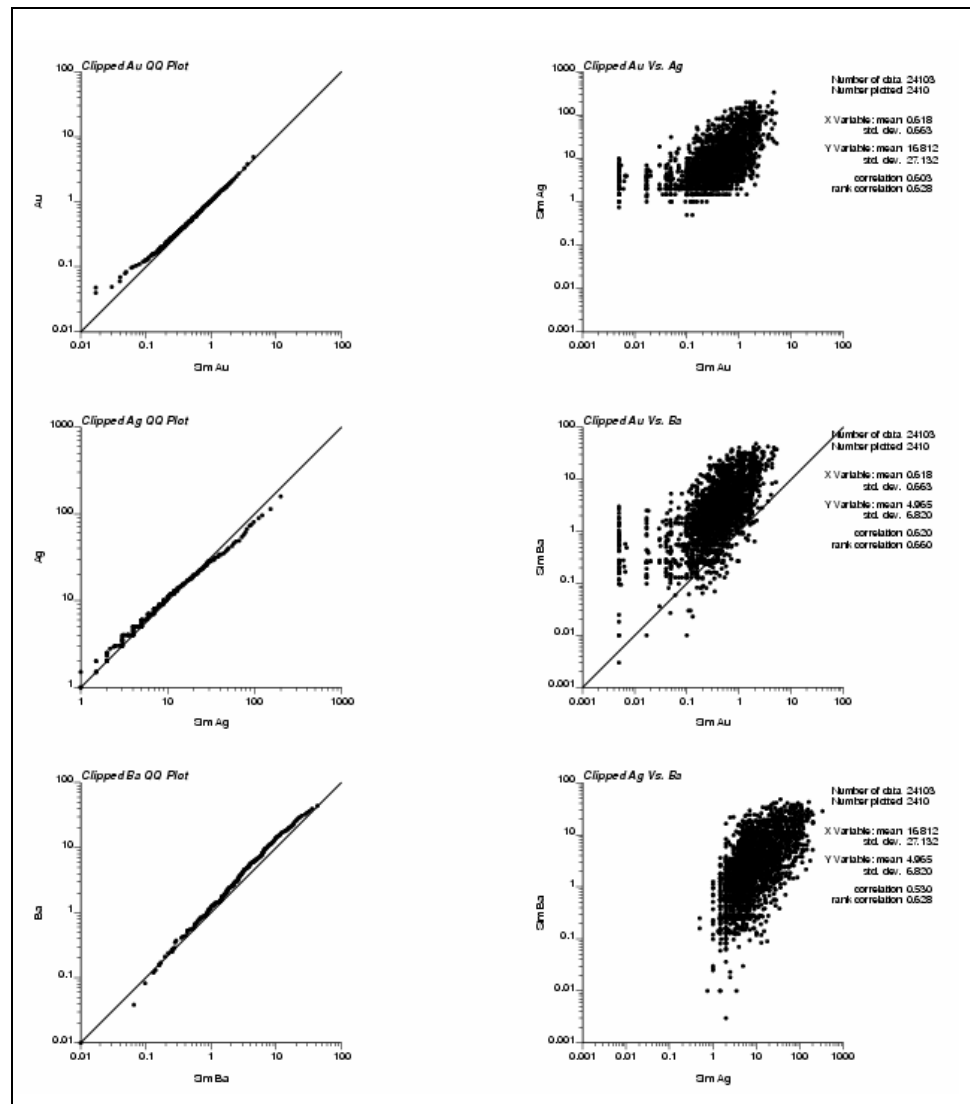 Clipped Au QQ Plot
100
10
1
0.1
0.01
Au
0.01 0.1 1 10 100
Sim Au
Clipped Au Vs. Ag
1000
100
10
1
0.1
0.01
0.001
Sim Ag
0.001 0.01 0.1 1 10 100
Sim Au
Number of data 24103
Number plotted 2410
X Variable: mean 0.618
std. dev. 0.663
Y Variable: mean 16.812
std. dev. 27.132
correlation 0.603
rank correlation 0.628
Clipped Ag QQ Plot
1000
100
10
1
Ag
1 10 100 1000
Sim Ag
Clipped Au Vs. Ba
100
10
1
0.1
0.01
0.001
Sim Ba
0.001 0.01 0.1 1 10 100
Sim Au
Number of data 24103
Number plotted 2410
X Variable: mean 0.618
std. dev. 0.663
Y Variable: mean 4.965
std. dev. 6.820
correlation 0.620
rank correlation 0.660
Clipped Ba QQ Plot
100
10
1
0.1
0.01
Ba
0.01 0.1 1 10 100
Sim Ba
Clipped Ag Vs. Ba
100
10
1
0.1
0.01
0.001
Sim Ba
0.001 0.01 0.1 1 10 100 1000
Sim Ag
Number of data 24103
Number plotted 2410
X Variable: mean 16.812
std. dev. 27.132
Y Variable: mean 4.965
std. dev. 6.820
correlation 0.530
rank correlation 0.628